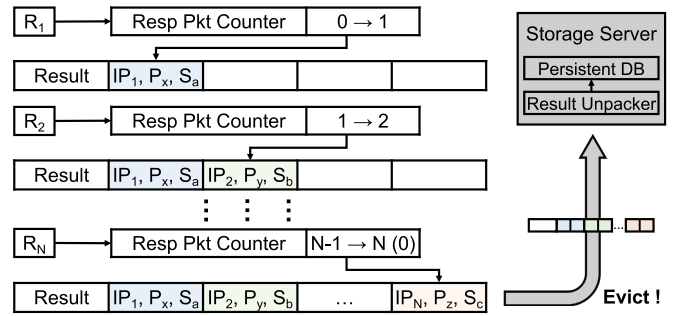 R1 Resp Pkt Counter 0 → 1
Result IP1, Px, Sa
R2 Resp Pkt Counter 1 → 2
Result IP1, Px, Sa IP2, Py, Sb
RN Resp Pkt Counter N-1 → N (0)
Result IP1, Px, Sa IP2, Py, Sb ... IPN, Pz, Sc
Storage Server
Persistent DB
Result Unpacker
...
Evict !